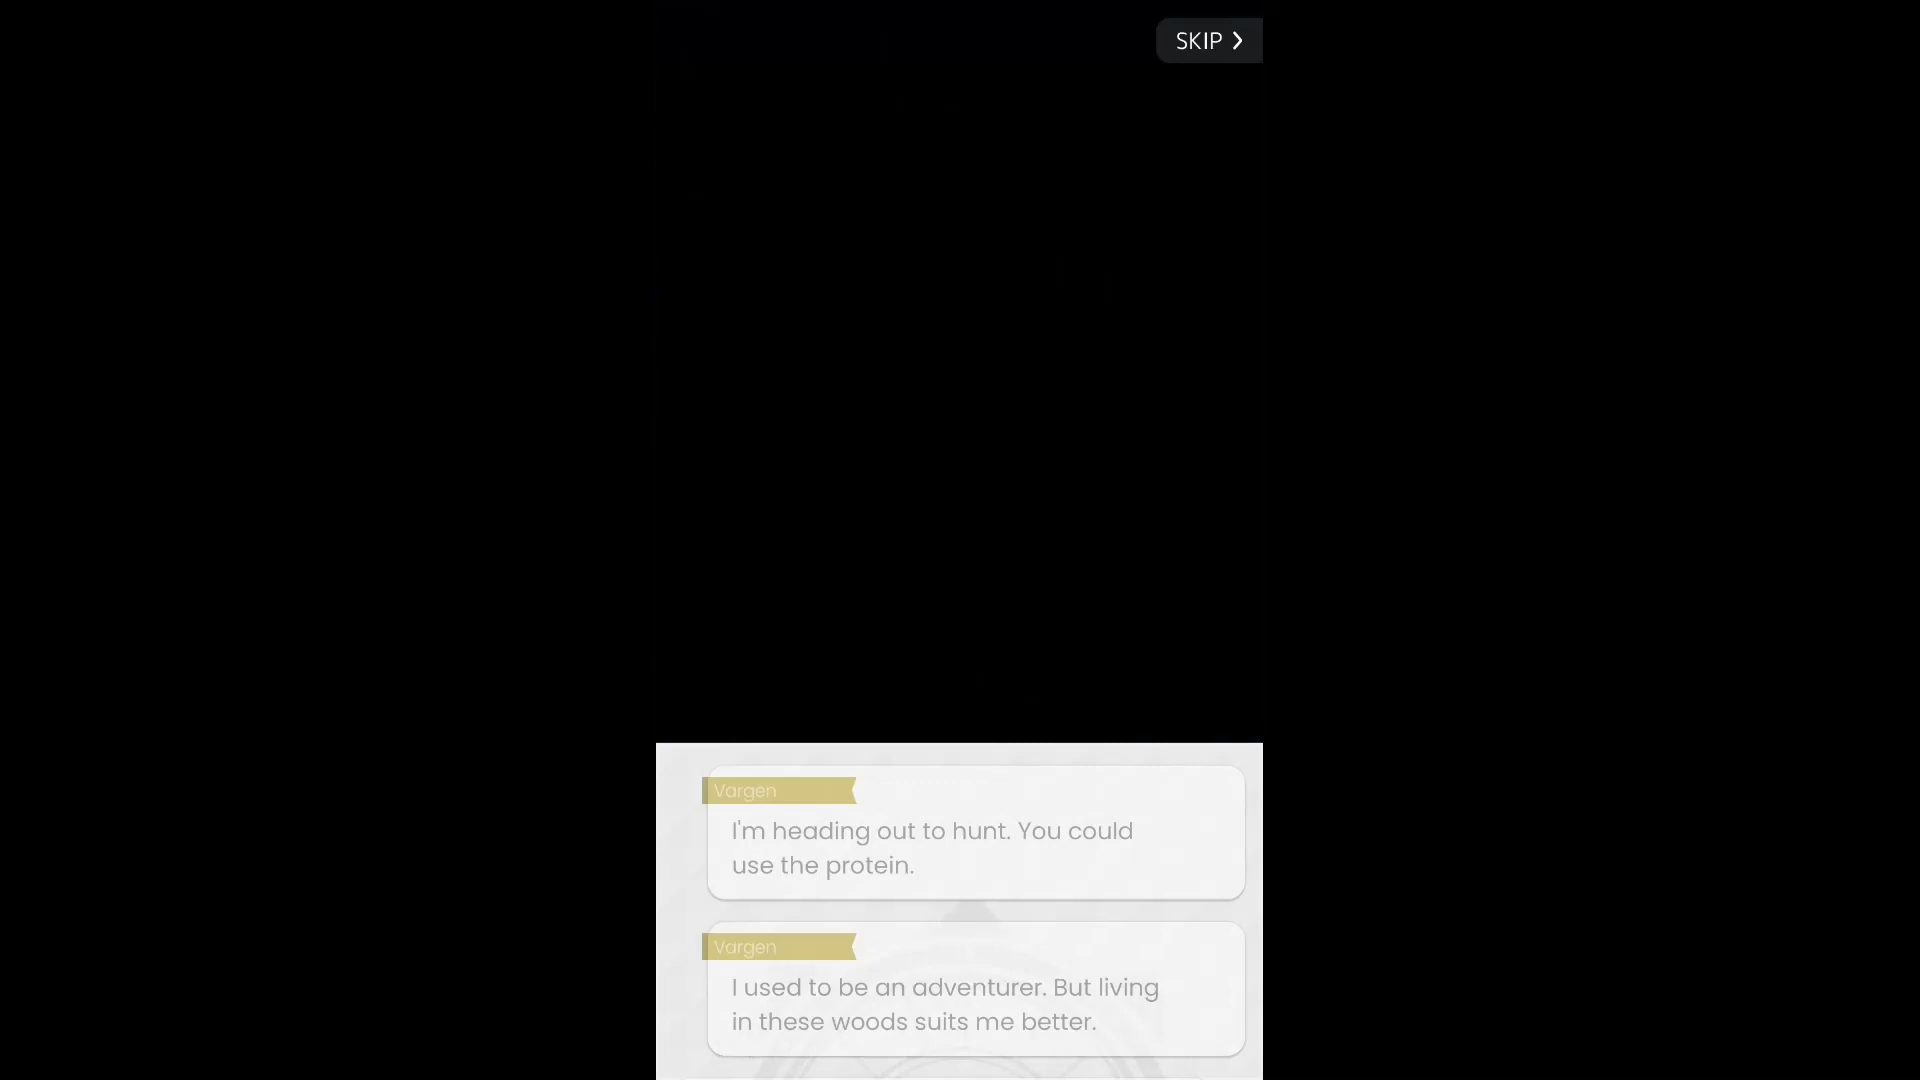 SKIP
Vargen
I'm heading out to hunt. You could
use the protein.
Vargen
I used to be an adventurer. But living
in these woods suits me better.